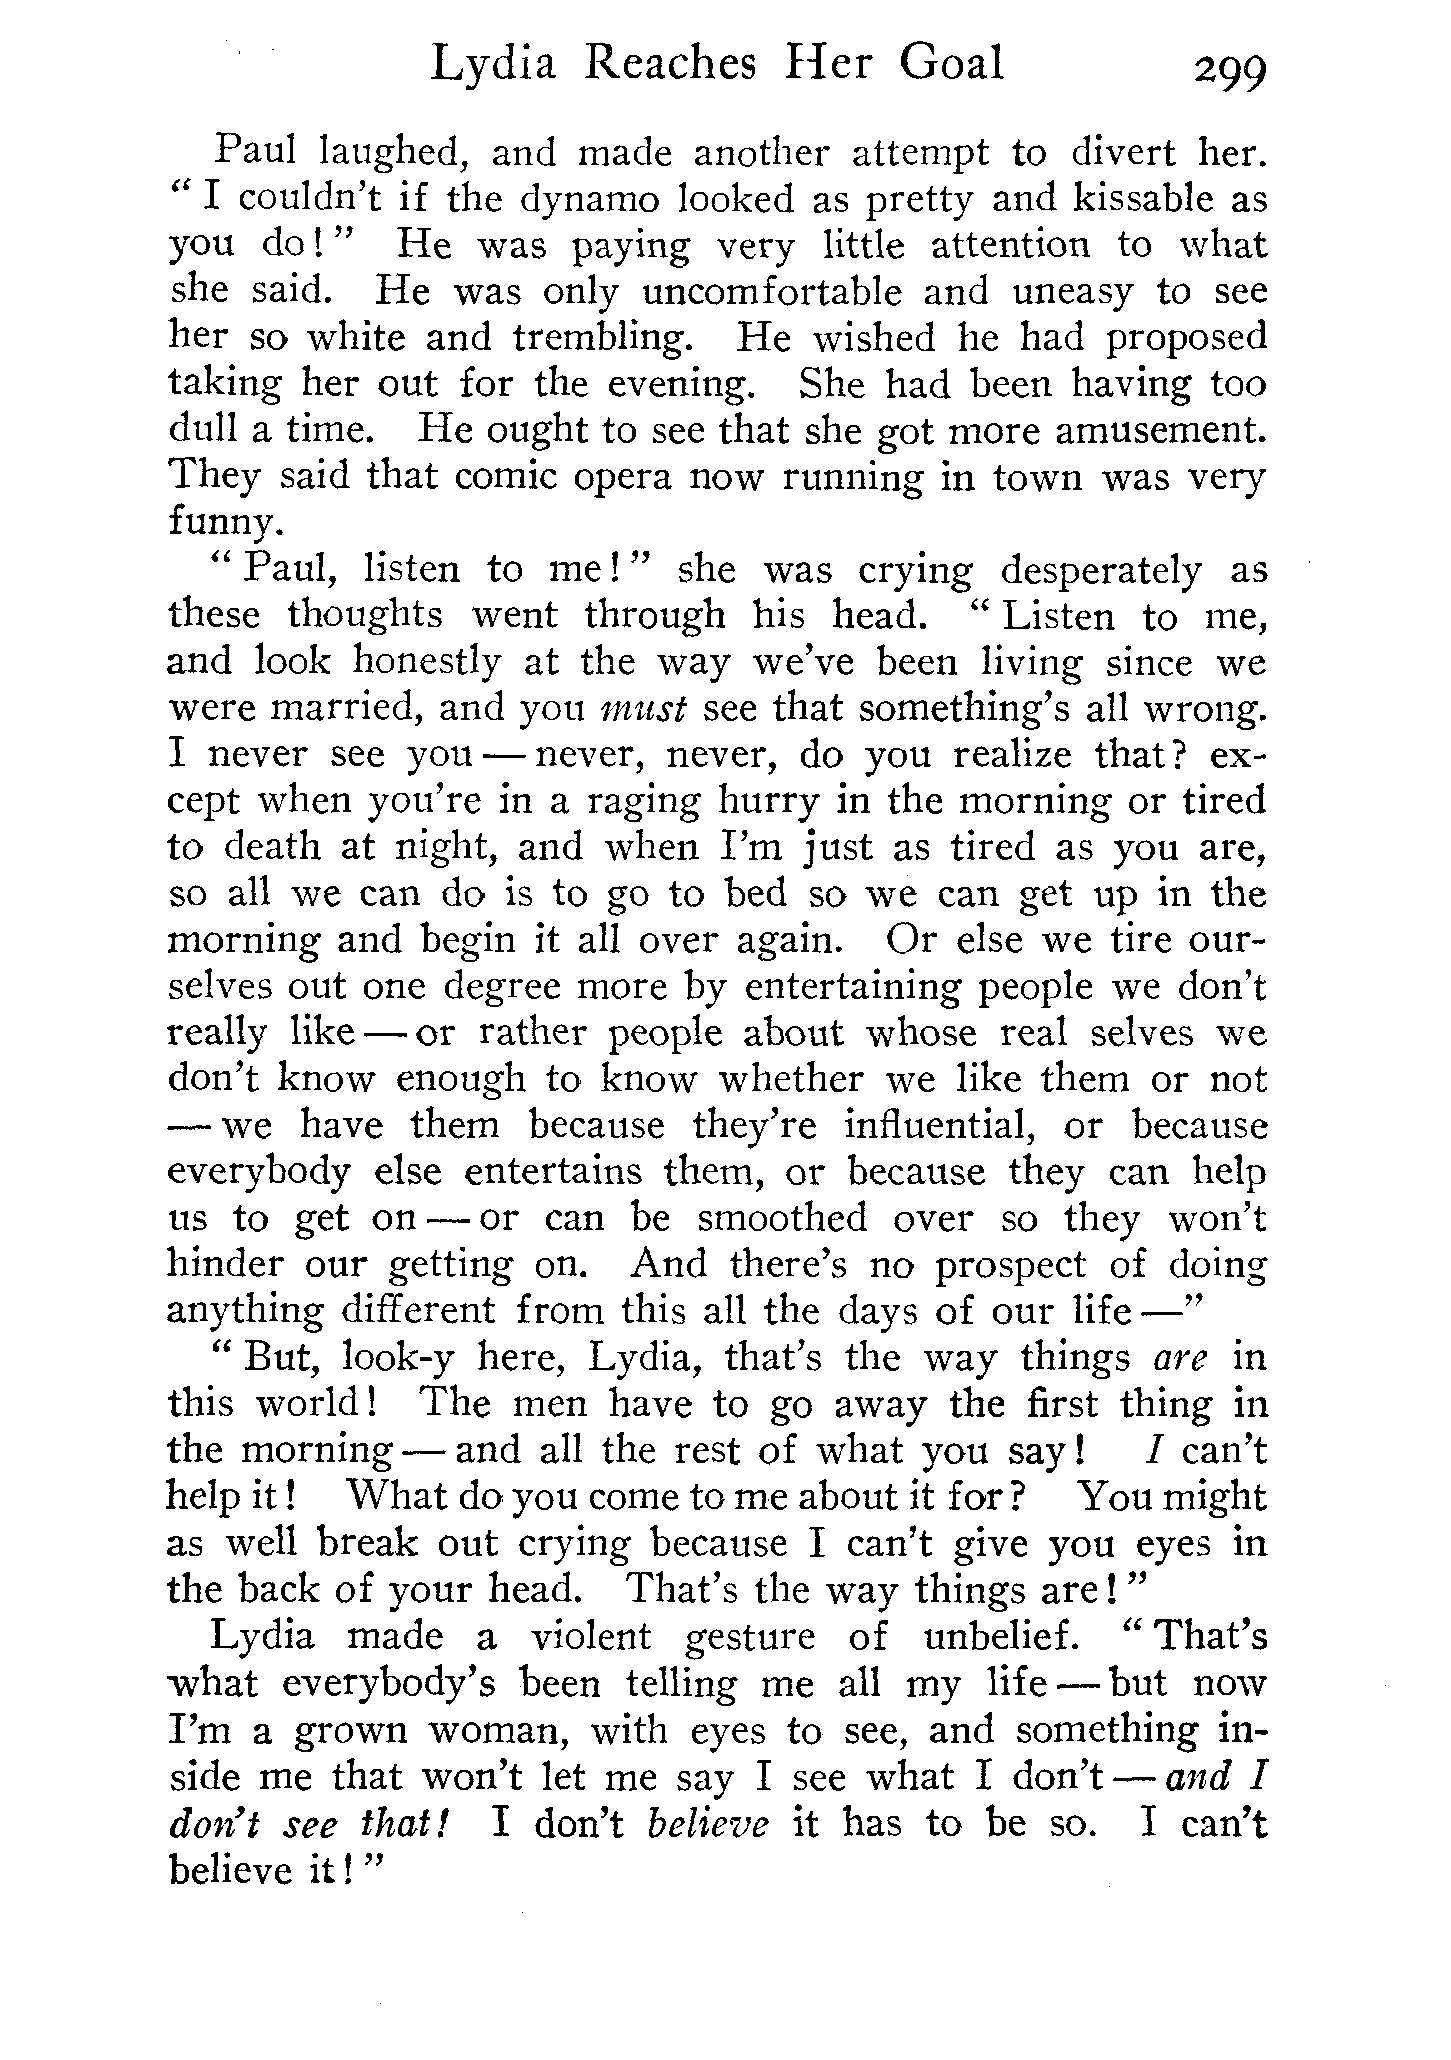 Lydia Reaches Her Goal 299
Paul laughed, and made another attempt to divert her.
“ I couldn't if the dynamo looked as pretty and kissable as
you do! ” He was paying very little attention to what
she said. He was only uncomfortable and uneasy to see
her so white and trembling. He wished he had proposed
taking her out for the evening. She had been having too
dull a time. He ought to see that she got more amusement.
They said that comic opera now running in town was very
funny.
“ Paul, listen to me! ” she was crying desperately as
these thoughts went through his head. “ Listen to me,
and look honestly at the way we've been living since we
were married, and you must see that something's all wrong.
I never see you — never, never, do you realize that? ex-
cept when you're in a raging hurry in the morning or tired
to death at night, and when I'm just as tired as you are,
so all we can do is to go to bed so we can get up in the
morning and begin it all over again. Or else we tire our-
selves out one degree more by entertaining people we don't
really like — or rather people about whose real selves we
don't know enough to know whether we like them or not
— we have them because they're influential, or because
everybody else entertains them, or because they can help
us to get on — or can be smoothed over so they won't
hinder our getting on. And there's no prospect of doing
anything different from this all the days of our life —”
“ But, look-y here, Lydia, that's the way things are in
this world! The men have to go away the first thing in
the morning — and all the rest of what you say! I can't
help it! What do you come to me about it for? You might
as well break out crying because I can't give you eyes in
the back of your head. That's the way things are! ”
Lydia made a violent gesture of unbelief. “ That's
what everybody's been telling me all my life — but now
I'm a grown woman, with eyes to see, and something in-
side me that won't let me say I see what I don't — and I
don't see that! I don't believe it has to be so. I can't
believe it! ”